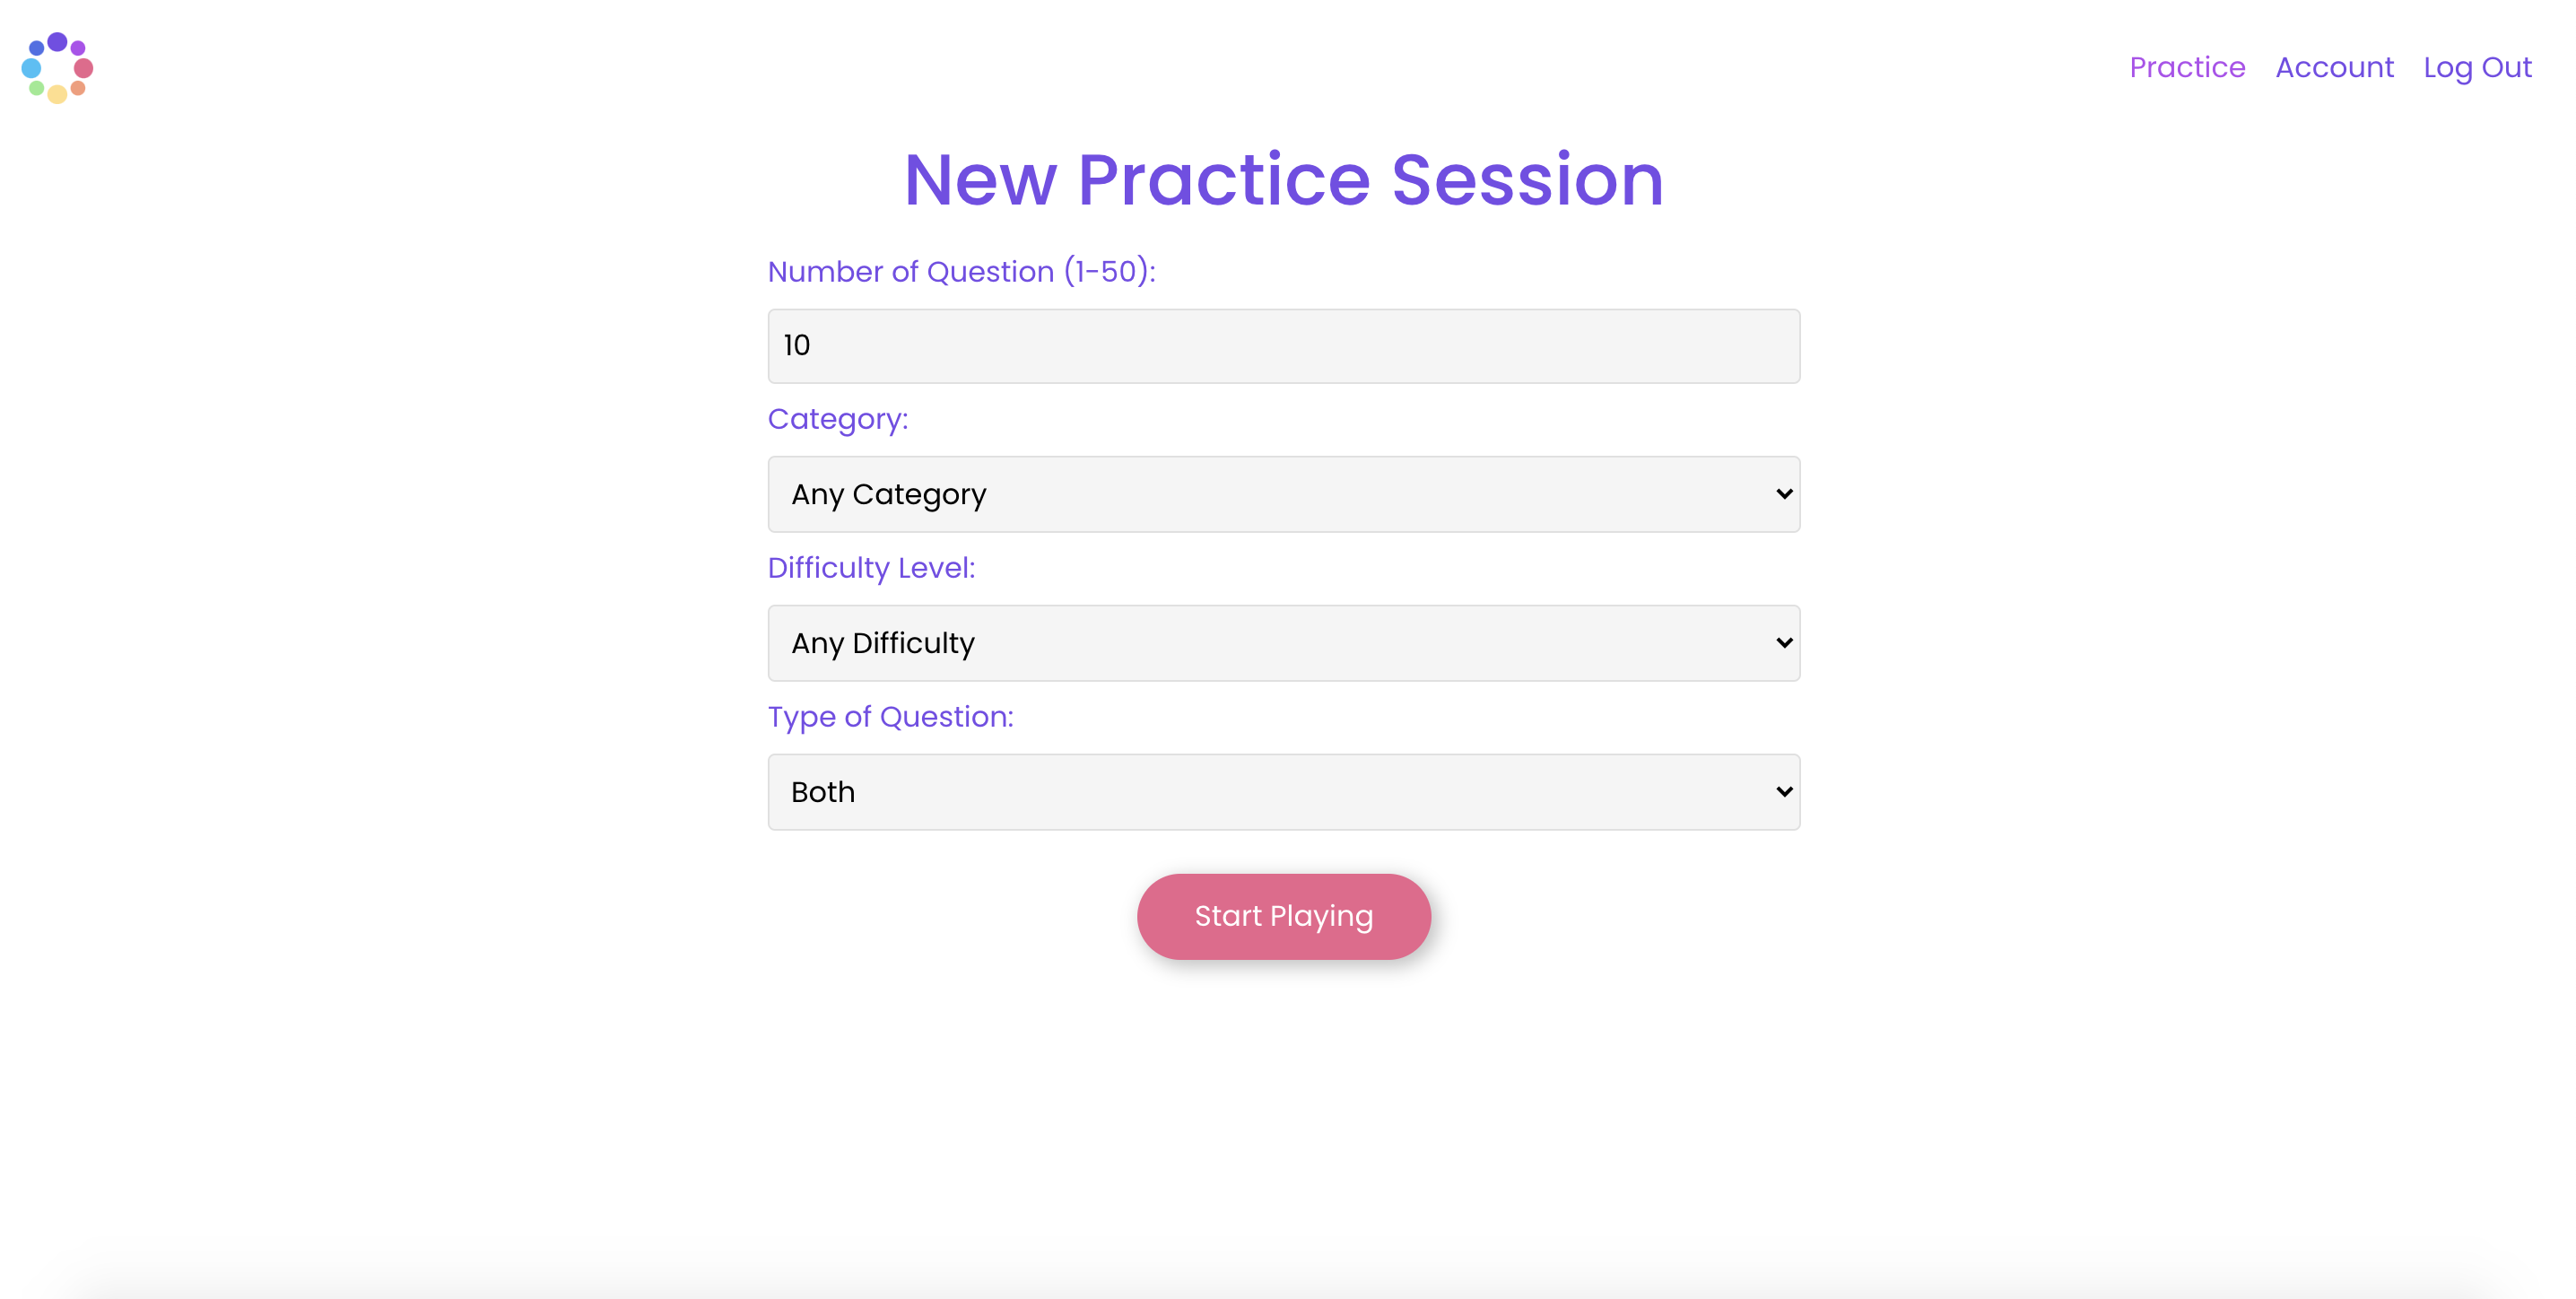 Practice Account Log Out
New Practice Session
Number of Question (1-50):
10
Category:
Any Category
Difficulty Level:
Any Difficulty
Type of Question:
Both
Start Playing